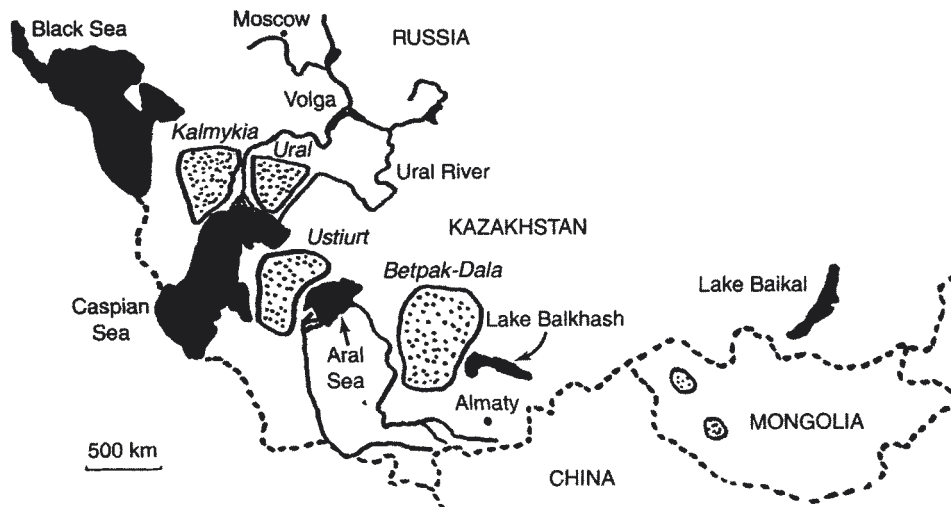 Moscow
Black Sea
RUSSIA
Volga
Kalmykia
Ural
Ural River
KAZAKHSTAN
Ustiurt
Betpak-Dala
Lake Baikal
Caspian
Sea
Lake Balkhash
Aral
Sea
Almaty
MONGOLIA
500 km
CHINA